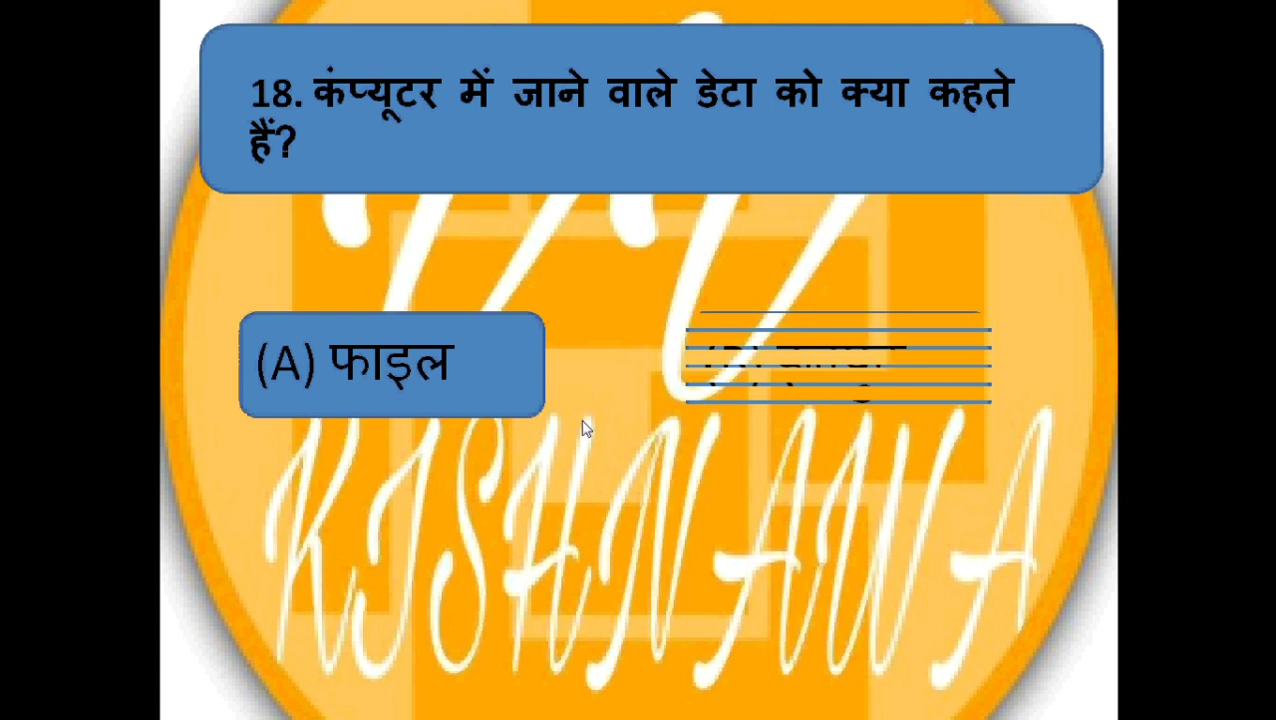 18. कंप्यूटर में जाने वाले डेटा को क्या कहते
हैं?
(A) फाइल
KISHNAWA